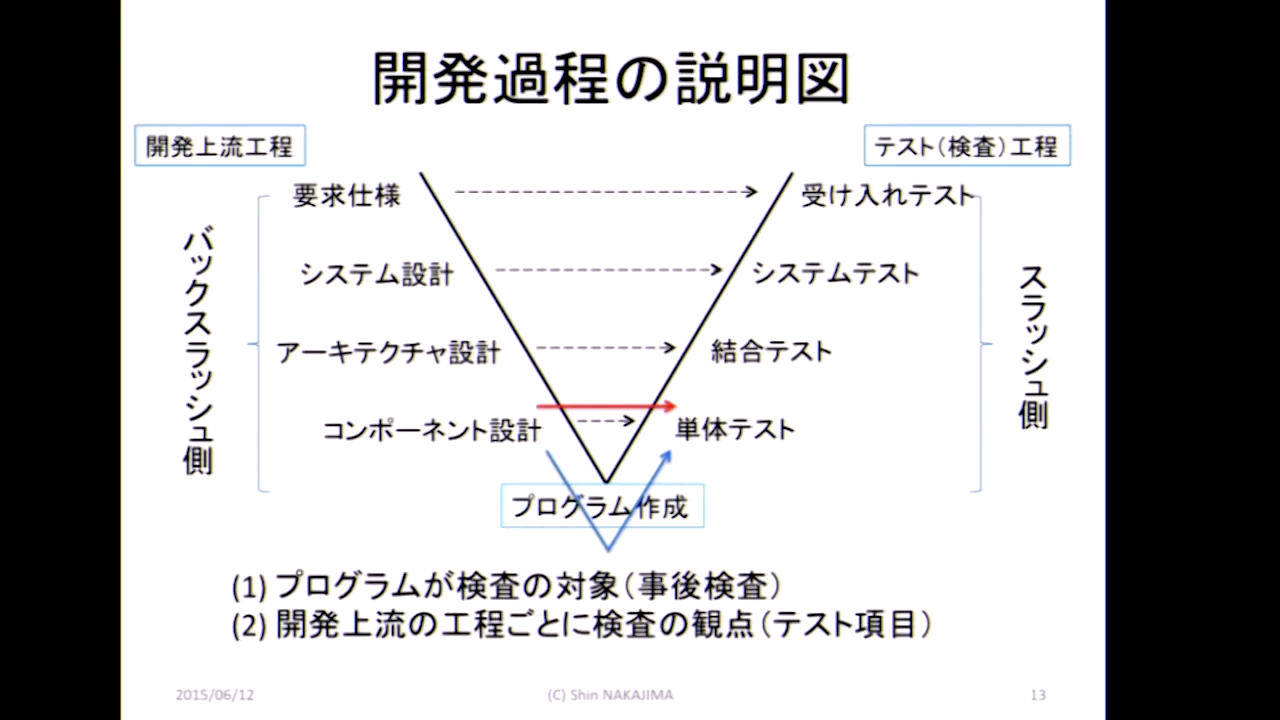 開発過程の説明図
開発上流工程
テスト(検査)工程
要求仕様
受け入れテスト
システム設計
システムテスト
アーキテクチャ設計
結合テスト
コンポーネント設計
単体テスト
バックスラッシュ側
スラッシュ側
プログラム作成
(1) プログラムが検査の対象(事後検査)
(2) 開発上流の工程ごとに検査の観点(テスト項目)
2015/06/12
(C) Shin NAKAJIMA
13